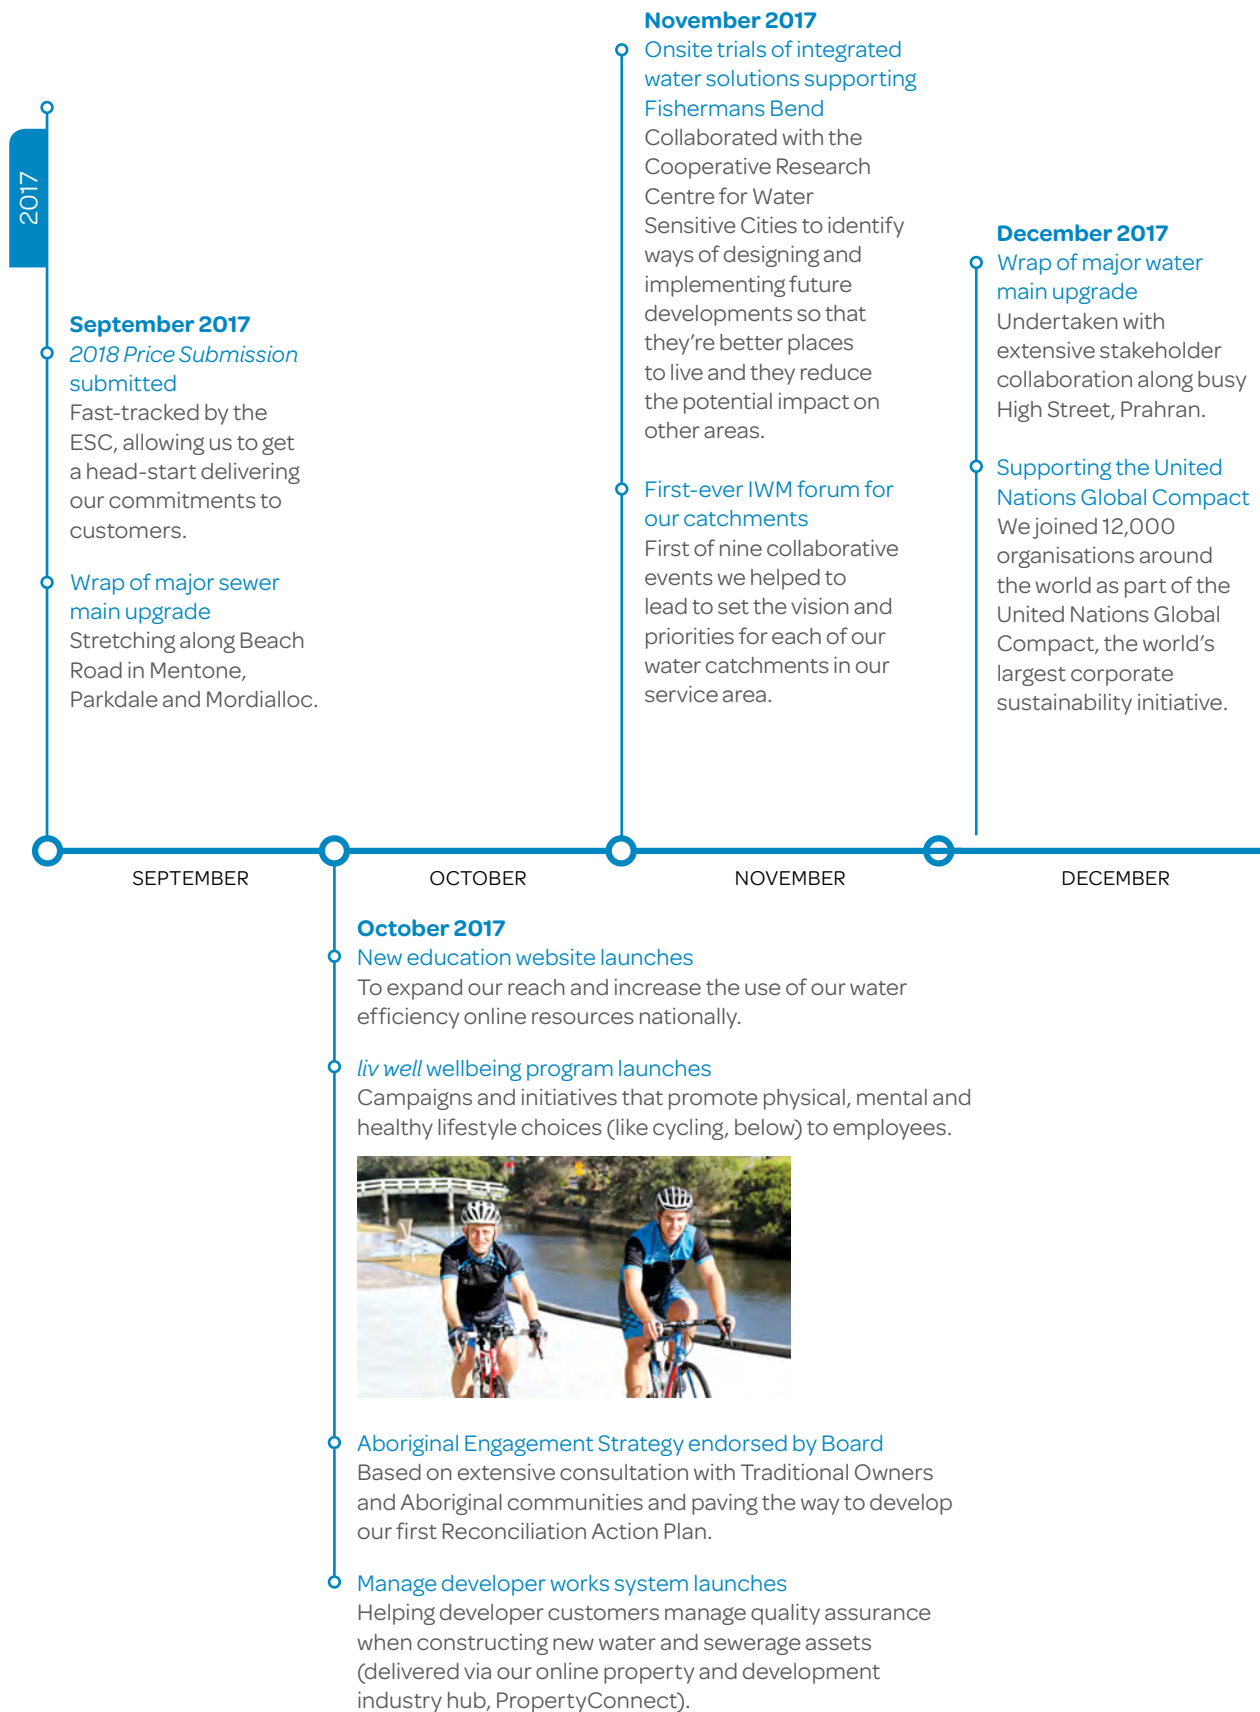 2017
September 2017
2018 Price Submission
submitted
Fast-tracked by the
ESC, allowing us to get
a head-start delivering
our commitments to
customers.
Wrap of major sewer
main upgrade
Stretching along Beach
Road in Mentone,
Parkdale and Mordialloc.
November 2017
Onsite trials of integrated
water solutions supporting
Fishermans Bend
Collaborated with the
Cooperative Research
Centre for Water
Sensitive Cities to identify
ways of designing and
implementing future
developments so that
they're better places
to live and they reduce
the potential impact on
other areas.
First-ever IWM forum for
our catchments
First of nine collaborative
events we helped to
lead to set the vision and
priorities for each of our
water catchments in our
service area.
December 2017
Wrap of major water
main upgrade
Undertaken with
extensive stakeholder
collaboration along busy
High Street, Prahran.
Supporting the United
Nations Global Compact
We joined 12,000
organisations around
the world as part of the
United Nations Global
Compact, the world's
largest corporate
sustainability initiative.
SEPTEMBER
OCTOBER
NOVEMBER
DECEMBER
October 2017
New education website launches
To expand our reach and increase the use of our water
efficiency online resources nationally.
liv well wellbeing program launches
Campaigns and initiatives that promote physical, mental and
healthy lifestyle choices (like cycling, below) to employees.
Aboriginal Engagement Strategy endorsed by Board
Based on extensive consultation with Traditional Owners
and Aboriginal communities and paving the way to develop
our first Reconciliation Action Plan.
Manage developer works system launches
Helping developer customers manage quality assurance
when constructing new water and sewerage assets
(delivered via our online property and development
industry hub, PropertyConnect).